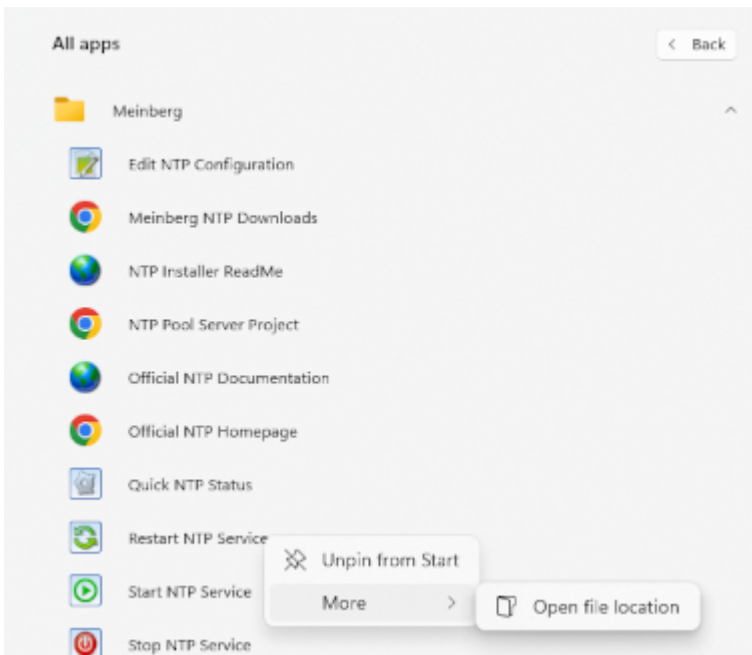 All apps
Back
Meinberg
Edit NTP Configuration
Meinberg NTP Downloads
NTP Installer ReadMe
NTP Pool Server Project
Official NTP Documentation
Official NTP Homepage
Quick NTP Status
Restart NTP Service
Unpin from Start
Start NTP Service
More
Open file location
Stop NTP Service